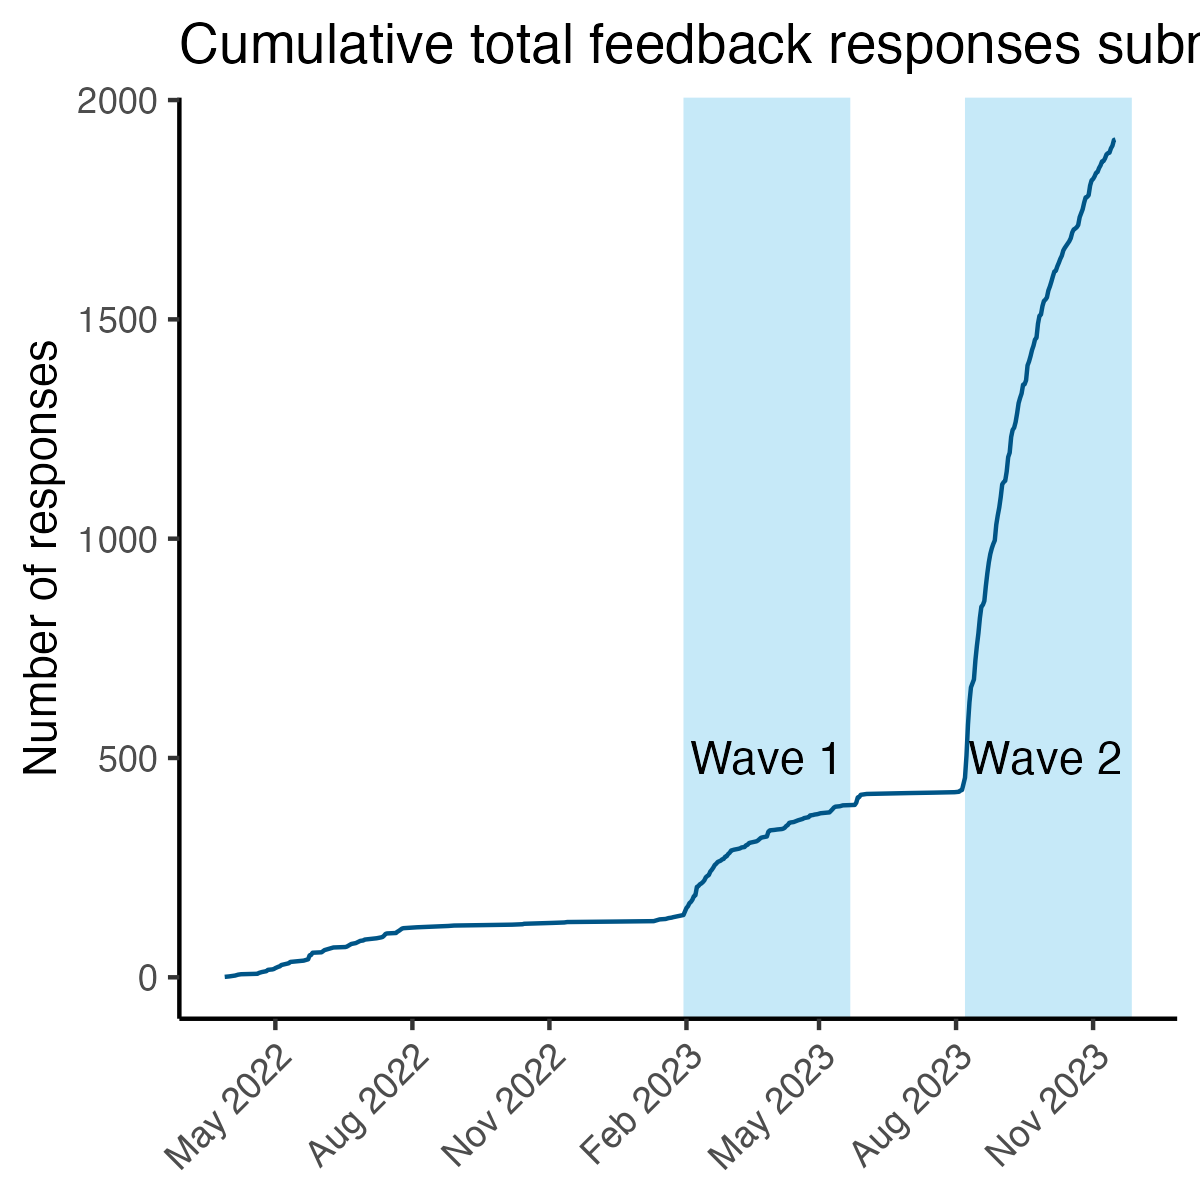 Cumulative total feedback responses
2000
1500
1000
500
0
Number of responses
Wave 1
Wave 2
May 2022
Aug 2022
Nov 2022
Feb 2023
May 2023
Aug 2023
Nov 2023